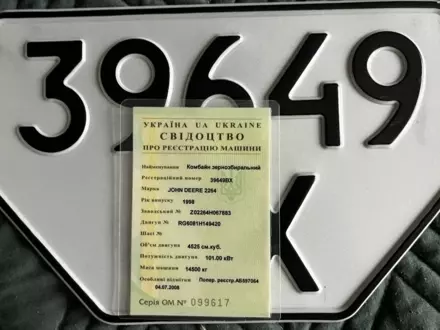 39649
К
УКРАЇНА UA UKRAINE
СВІДОЦТВО
ПРО РЕЄСТРАЦІЮ МАШИНИ
Найменування Комбайн зернозбиральний
Реєстраційний номер 39649ВХ
Марка JOHN DEERE 2264
Рік випуску 1998
Заводський № Z02264H067883
Двигун № RG6081H149420
Шасі №
Об'єм двигуна 4525 см.куб.
Потужність двигуна 101.00 кВт
Маса машини 14500 кг
Особливі відмітки Попер. реєстр.АВ597064
04.07.2008
Серія ОМ № 099617